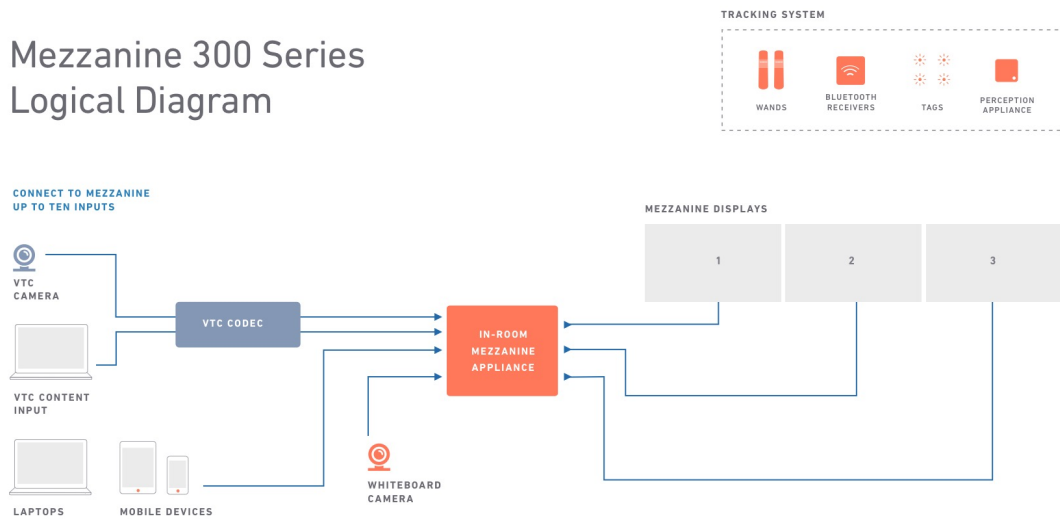 Mezzanine 300 Series
Logical Diagram
TRACKING SYSTEM
WANDS
BLUETOOTH
RECEIVERS
TAGS
PERCEPTION
APPLIANCE
CONNECT TO MEZZANINE
UP TO TEN INPUTS
MEZZANINE DISPLAYS
1
2
3
VTC
CAMERA
VTC CODEC
IN-ROOM
MEZZANINE
APPLIANCE
VTC CONTENT
INPUT
WHITEBOARD
CAMERA
LAPTOPS
MOBILE DEVICES